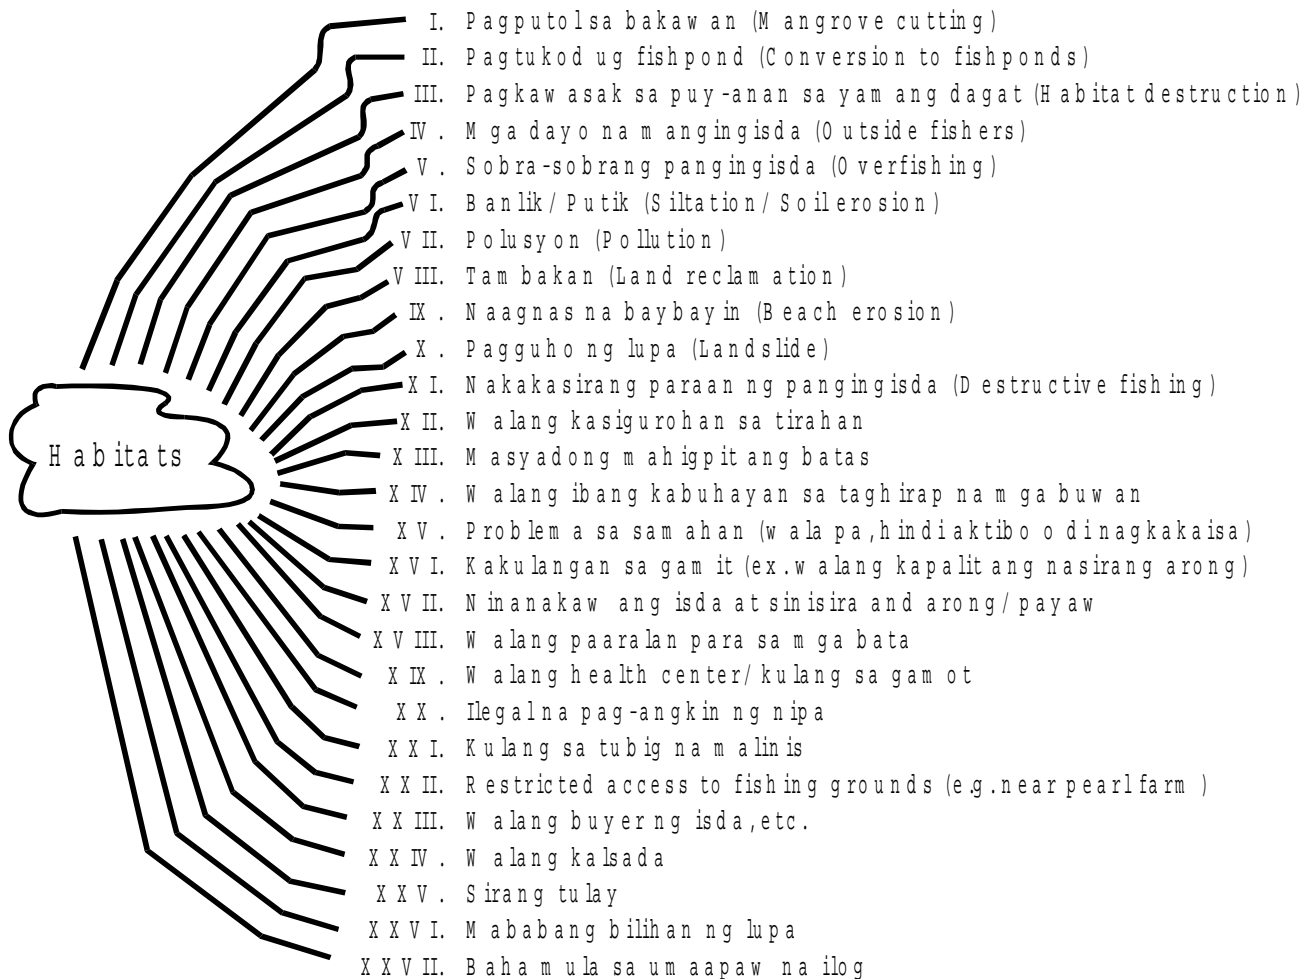 I. Pagputol sa bakawan (Mangrove cutting)
II. Pagtukod ug fishpond (Conversion to fishponds)
III. Pagkawasak sa puy-anan sa yamang dagat (Habitat destruction)
IV. Mga dayo na mangingisda (Outside fishers)
V. Sobra-sobrang pangingisda (Overfishing)
VI. Banlik/Putik (Siltation/Soil erosion)
VII. Polusyon (Pollution)
VIII. Tambakan (Land reclamation)
IX. Naagnas na baybayin (Beach erosion)
X. Pagguho ng lupa (Landslide)
XI. Nakakasirang paraan ng pangingisda (Destructive fishing)
XII. Walang kasigurohan sa tirahan
Habitats
XIII. Masyadong mahigpit ang batas
XIV. Walang ibang kabuhayan sa taghirap na mga buwan
XV. Problema sa samahan (wala pa, hindi aktibo o di nagkakaisa)
XVI. Kakulangan sa gamit (ex. walang kapalit ang nasirang arong)
XVII. Ninanakaw ang isda at sinisira and arong/payaw
XVIII. Walang paaralan para sa mga bata
XIX. Walang health center/kulang sa gamot
XX. Ilegal na pag-angkin ng nipa
XXI. Kulang sa tubig na malinis
XXII. Restricted access to fishing grounds (e.g. near pearl farm)
XXIII. Walang buyer ng isda, etc.
XXIV. Walang kalsada
XXV. Sirang tulay
XXVI. Mababang bilihan ng lupa
XXVII. Baha mula sa umaapaw na ilog